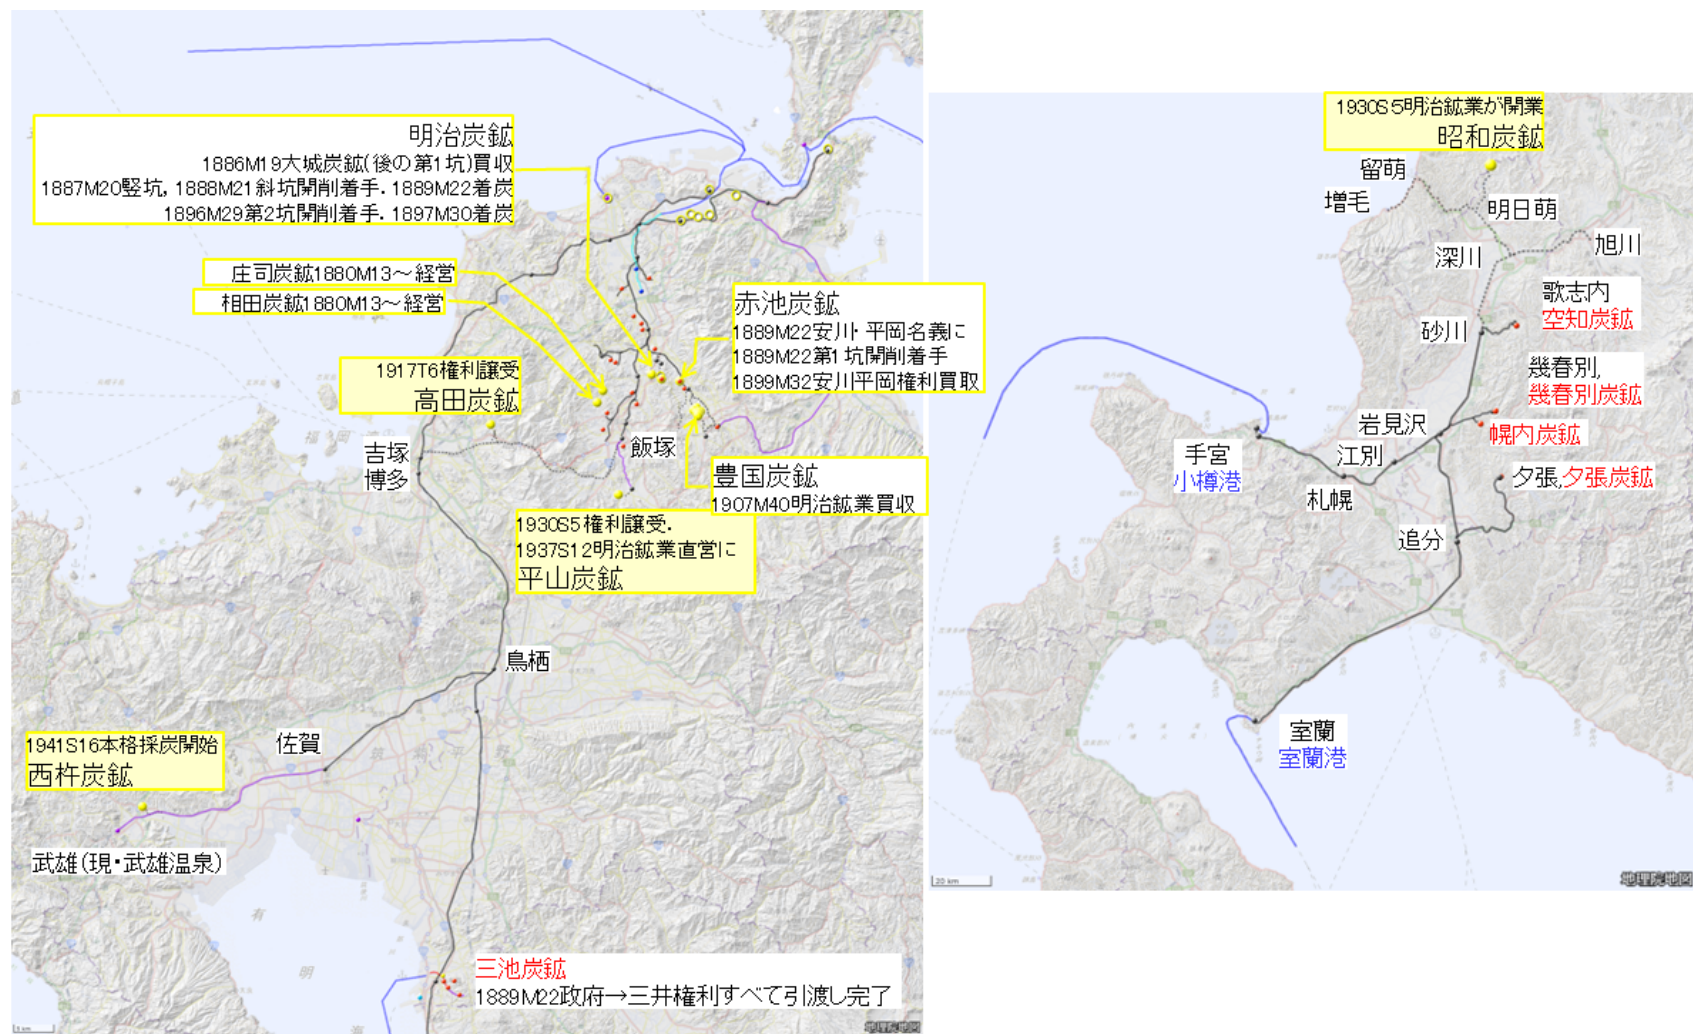 明治炭鉱
1886M19大城炭鉱(後の第1坑)買収
1887M20竪坑, 1888M21斜坑開削着手. 1889M22着炭
1896M29第2坑開削着手. 1897M30着炭
庄司炭鉱1880M13～経営
相田炭鉱1880M13～経営
赤池炭鉱
1889M22安川・平岡名義に
1889M22第1坑開削着手
1899M32安川平岡権利買取
1917T6権利譲受
高田炭鉱
吉塚
博多
飯塚
豊国炭鉱
1907M40明治鉱業買収
1930S5権利譲受.
1937S12明治鉱業直営に
平山炭鉱
鳥栖
佐賀
1941S16本格採炭開始
西杵炭鉱
武雄(現・武雄温泉)
有
明
海
三池炭鉱
1889M22政府→三井権利すべて引渡し完了
地理院地図
1930S5明治鉱業が開業
昭和炭鉱
留萌
増毛
明日萌
旭川
深川
歌志内
空知炭鉱
砂川
幾春別,
幾春別炭鉱
岩見沢
幌内炭鉱
江別
手宮
小樽港
札幌
夕張,夕張炭鉱
追分
室蘭
室蘭港
20 km
地理院地図